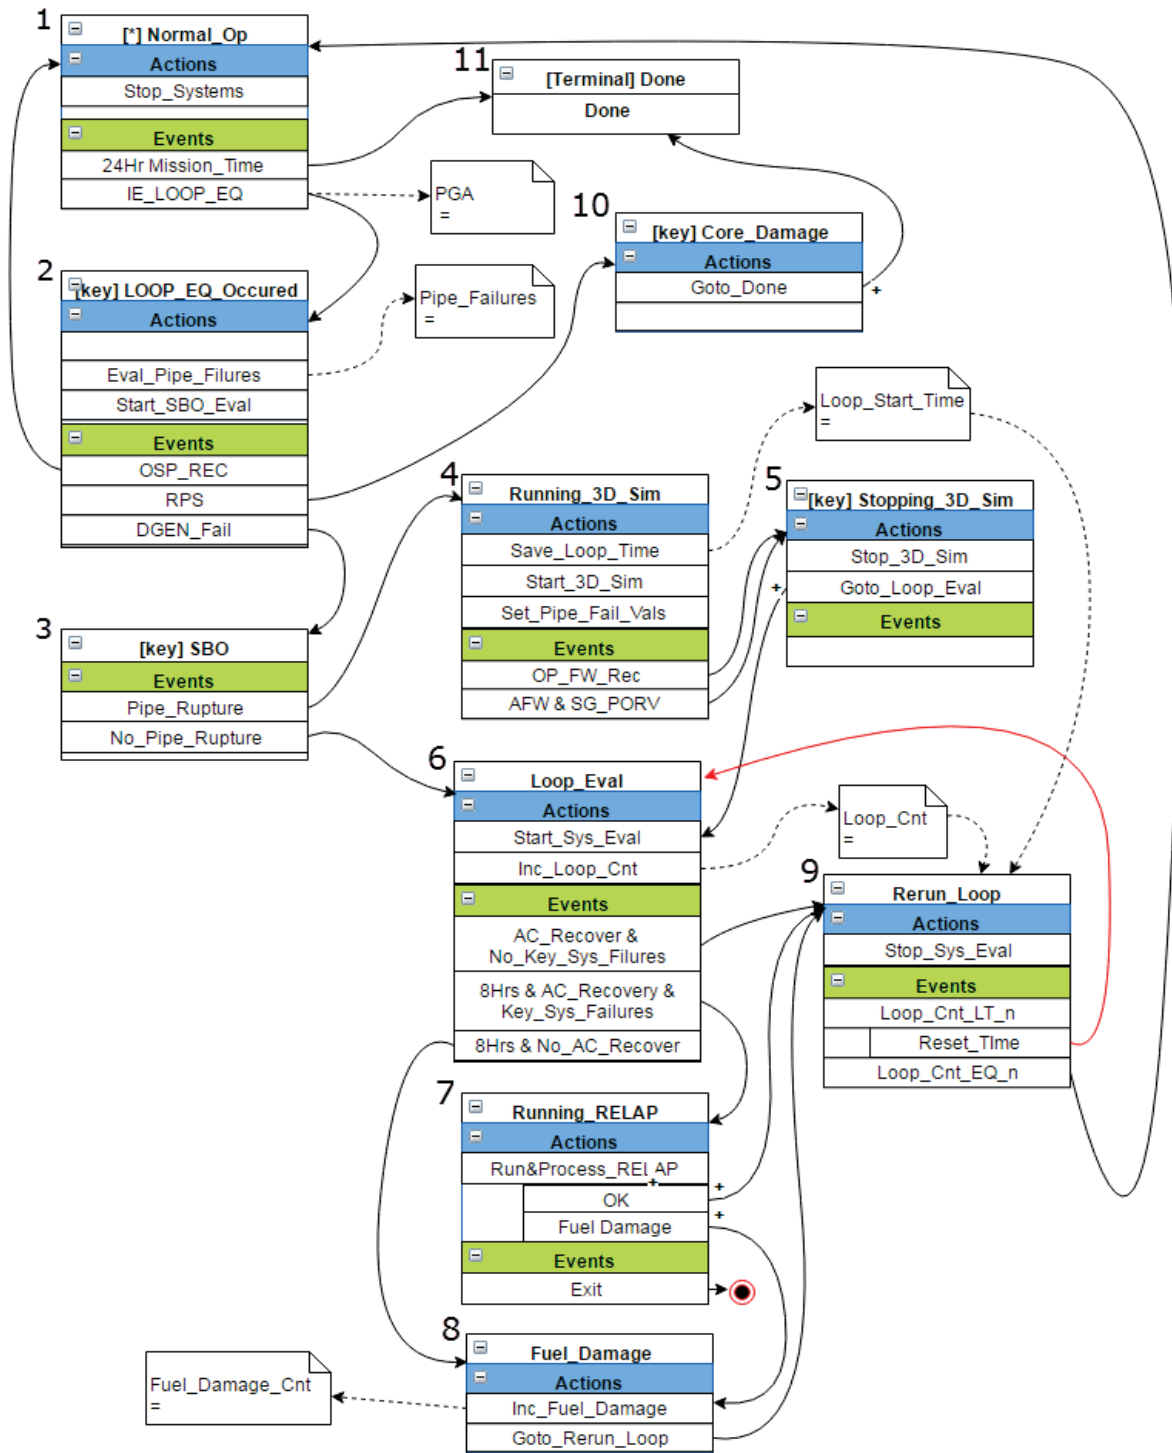 1
[*] Normal_Op
Actions
Stop_Systems
Events
24Hr Mission_Time
IE_LOOP_EQ
11
[Terminal] Done
Done
PGA
=
10
[key] Core_Damage
Actions
Goto_Done
+
2
[key] LOOP_EQ_Occured
Actions
Eval_Pipe_Filures
Start_SBO_Eval
Events
OSP_REC
RPS
DGEN_Fail
Pipe_Failures
=
Loop_Start_Time
=
4
Running_3D_Sim
Actions
Save_Loop_Time
Start_3D_Sim
Set_Pipe_Fail_Vals
Events
OP_FW_Rec
AFW & SG_PORV
5
[key] Stopping_3D_Sim
Actions
Stop_3D_Sim
+
Goto_Loop_Eval
Events
3
[key] SBO
Events
Pipe_Rupture
No_Pipe_Rupture
6
Loop_Eval
Actions
Start_Sys_Eval
Inc_Loop_Cnt
Events
AC_Recover &
No_Key_Sys_Filures
8Hrs & AC_Recovery &
Key_Sys_Failures
8Hrs & No_AC_Recover
Loop_Cnt
=
9
Rerun_Loop
Actions
Stop_Sys_Eval
Events
Loop_Cnt_LT_n
Reset_TIme
Loop_Cnt_EQ_n
7
Running_RELAP
Actions
Run&Process_RELAP
+
OK
+
Fuel Damage
+
Events
Exit
8
Fuel_Damage
Actions
Inc_Fuel_Damage
Goto_Rerun_Loop
Fuel_Damage_Cnt
=